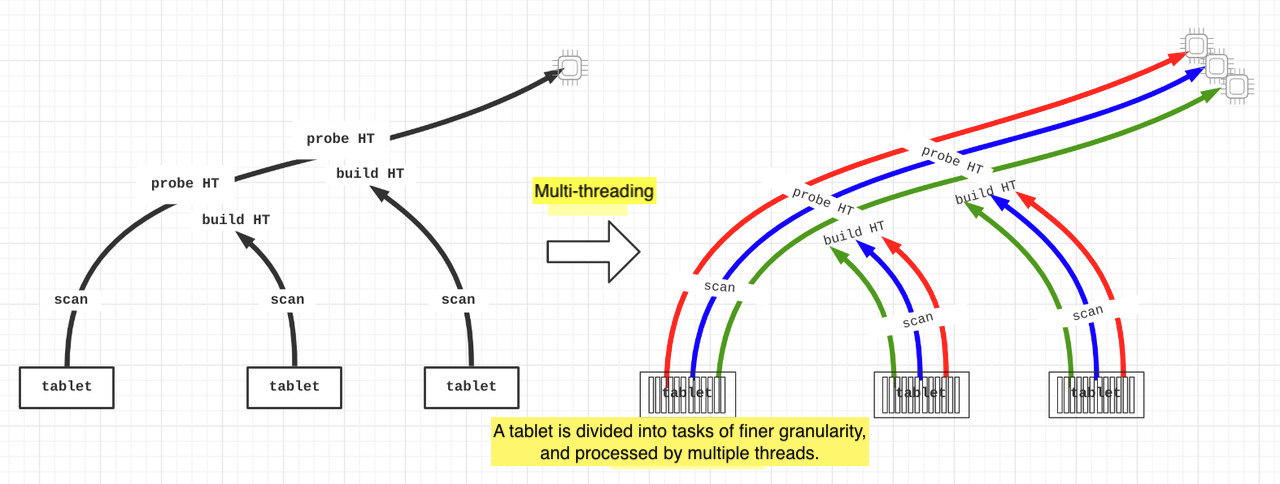 probe HT
build HT
probe HT
build HT
scan
scan
scan
tablet
tablet
tablet
Multi-threading
probe HT
build HT
probe HT
build HT
scan
scan
scan
tablet
tablet
tablet
A tablet is divided into tasks of finer granularity,
and processed by multiple threads.